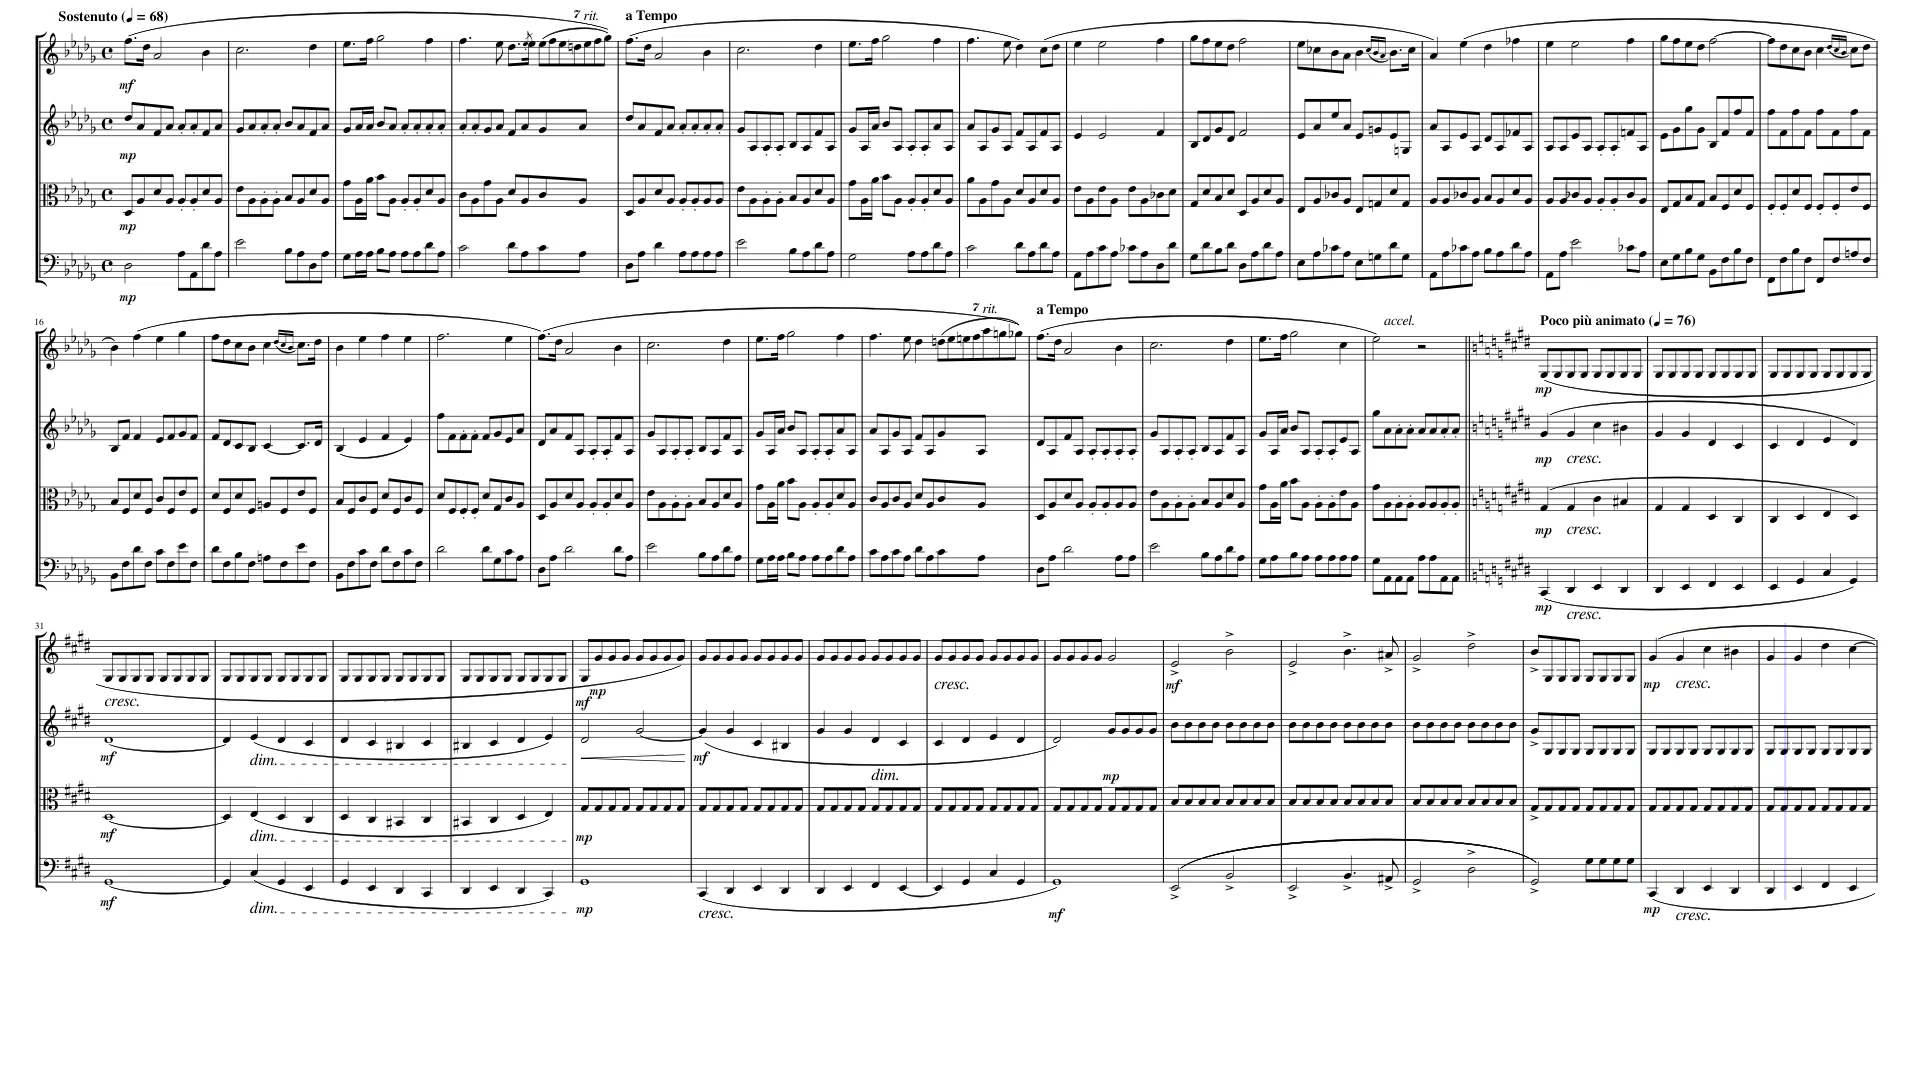 Sostenuto (♩ = 68)
7 rit.
a Tempo
mf
mp
mp
mp
16
7 rit.
a Tempo
accel.
Poco più animato (♩ = 76)
mp
mp cresc.
mp cresc.
mp cresc.
31
cresc.
mf mp
cresc.
mf
mp cresc.
mf
dim.
mf
dim.
mp
mf
dim.
mp
mf
dim.
mp
cresc.
mf
mp cresc.